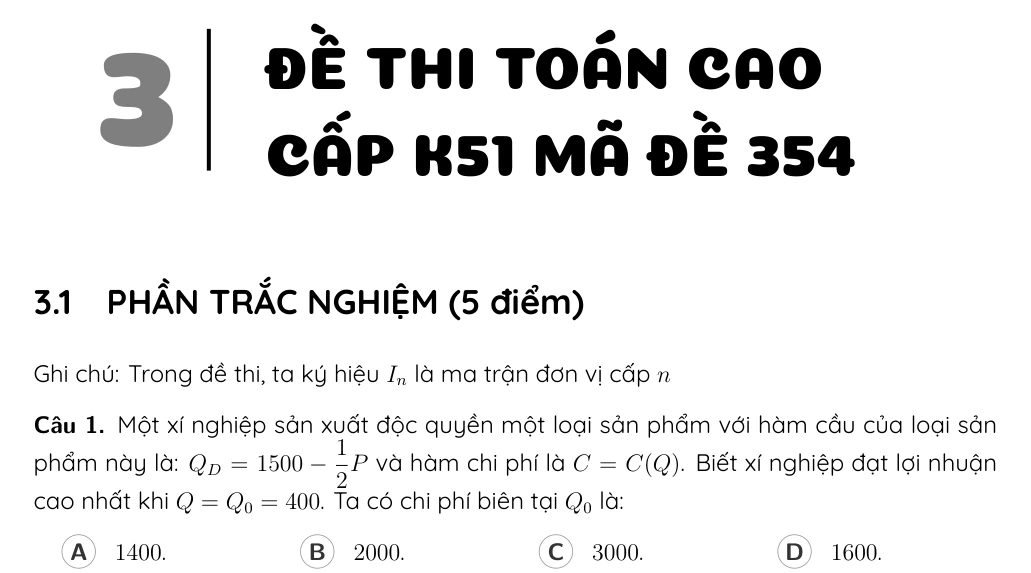 3
ĐỀ THI TOÁN CAO
CẤP K51 MÃ ĐỀ 354
3.1 PHẦN TRẮC NGHIỆM (5 điểm)
Ghi chú: Trong đề thi, ta ký hiệu Iₙ là ma trận đơn vị cấp n
Câu 1. Một xí nghiệp sản xuất độc quyền một loại sản phẩm với hàm cầu của loại sản
phẩm này là: Q_D = 1500 − 1/2 P và hàm chi phí là C = C(Q). Biết xí nghiệp đạt lợi nhuận
cao nhất khi Q = Q₀ = 400. Ta có chi phí biên tại Q₀ là:
A 1400. B 2000. C 3000. D 1600.